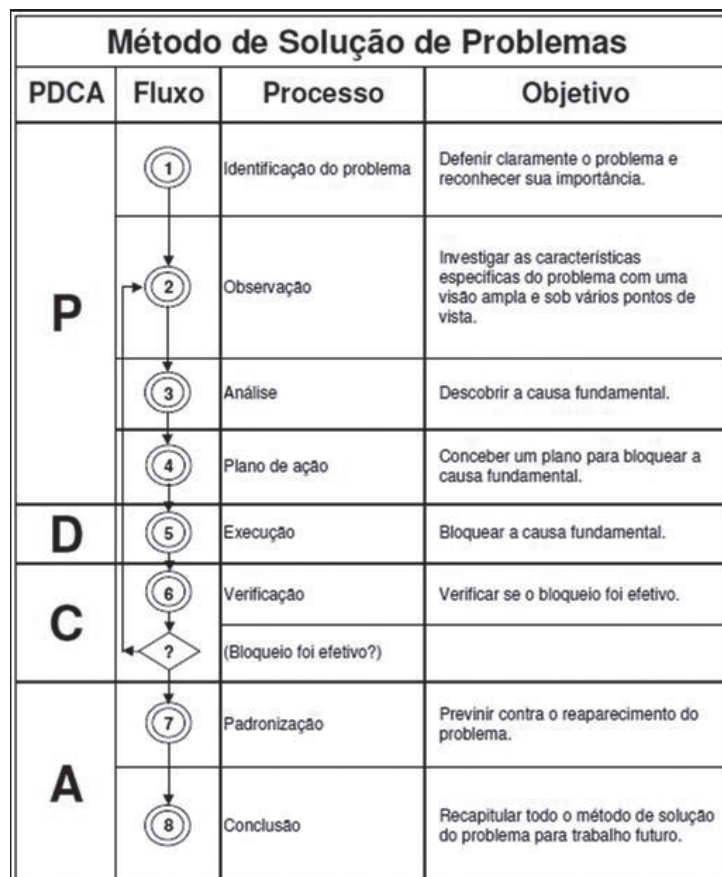 Método de Solução de Problemas
PDCA Fluxo Processo Objetivo
P
1
Identificação do problema
Defenir claramente o problema e
reconhecer sua importância.
2
Observação
Investigar as características
especificas do problema com uma
visão ampla e sob vários pontos de
vista.
3
Análise
Descobrir a causa fundamental.
4
Plano de ação
Conceber um plano para bloquear a
causa fundamental.
D
5
Execução
Bloquear a causa fundamental.
C
6
Verificação
Verificar se o bloqueio foi efetivo.
?
(Bloqueio foi efetivo?)
A
7
Padronização
Previnir contra o reaparecimento do
problema.
8
Conclusão
Recapitular todo o método de solução
do problema para trabalho futuro.